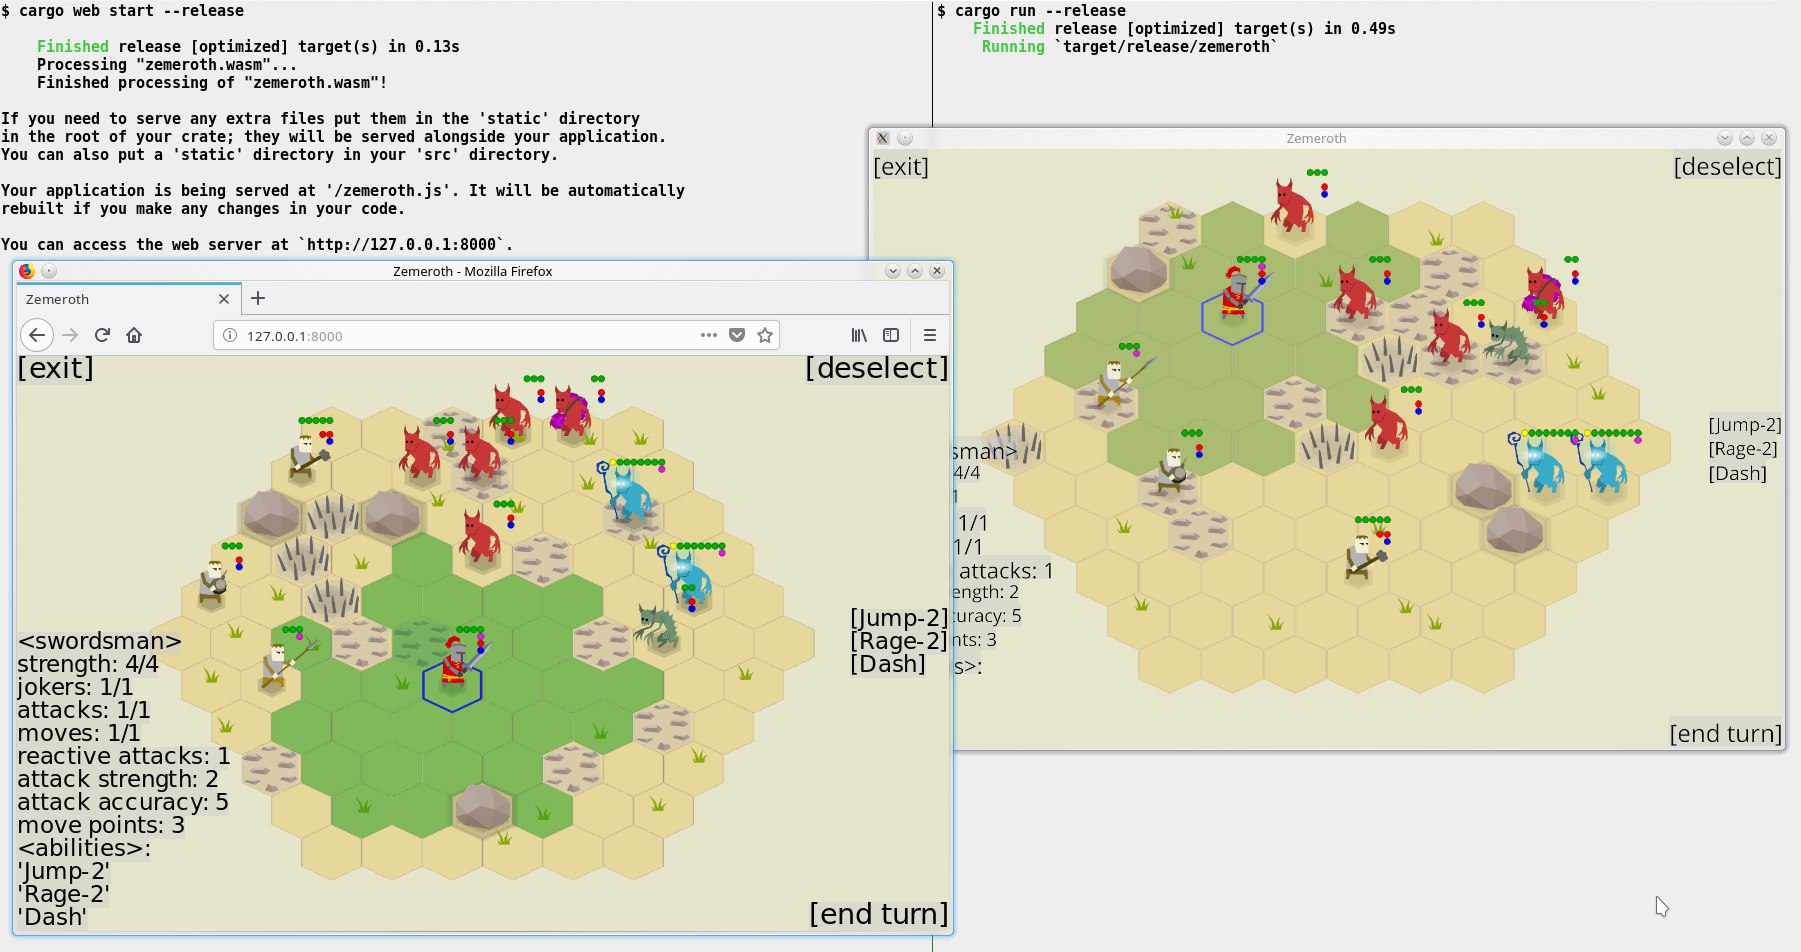 $ cargo web start --release
Finished release [optimized] target(s) in 0.13s
Processing "zemeroth.wasm"...
Finished processing of "zemeroth.wasm"!
If you need to serve any extra files put them in the 'static' directory
in the root of your crate; they will be served alongside your application.
You can also put a 'static' directory in your 'src' directory.
Your application is being served at '/zemeroth.js'. It will be automatically
rebuilt if you make any changes in your code.
You can access the web server at `http://127.0.0.1:8000`.
$ cargo run --release
Finished release [optimized] target(s) in 0.49s
Running `target/release/zemeroth`
Zemeroth
[exit]
[deselect]
[Jump-2]
[Rage-2]
[Dash]
sman>
4/4
1
1/1
1/1
attacks: 1
ength: 2
curacy: 5
nts: 3
s>:
[end turn]
Zemeroth - Mozilla Firefox
Zemeroth
127.0.0.1:8000
[exit]
[deselect]
[Jump-2]
[Rage-2]
[Dash]
<swordsman>
strength: 4/4
jokers: 1/1
attacks: 1/1
moves: 1/1
reactive attacks: 1
attack strength: 2
attack accuracy: 5
move points: 3
<abilities>:
'Jump-2'
'Rage-2'
'Dash'
[end turn]